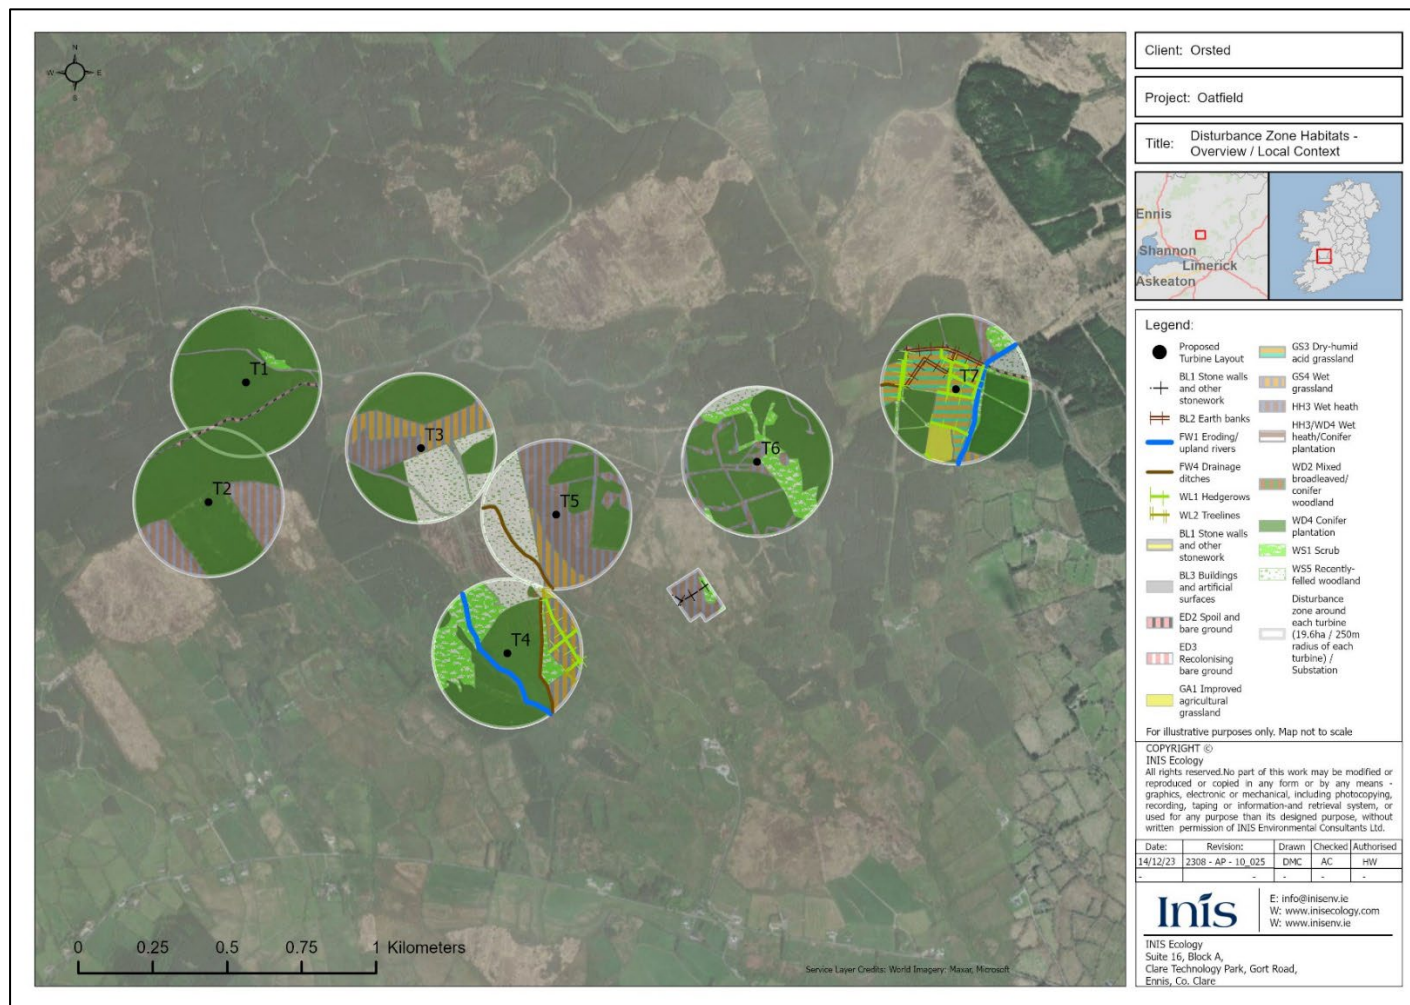 N
W
E
S
T1
T2
T3
T4
T5
T6
T7
0 0.25 0.5 0.75 1 Kilometers
Service Layer Credits: World Imagery: Maxar, Microsoft
Client: Orsted
Project: Oatfield
Title: Disturbance Zone Habitats -
Overview / Local Context
Ennis
Shannon
Limerick
Askeaton
Legend:
Proposed
Turbine Layout
BL1 Stone walls
and other
stonework
BL2 Earth banks
FW1 Eroding/
upland rivers
FW4 Drainage
ditches
WL1 Hedgerows
WL2 Treelines
BL1 Stone walls
and other
stonework
BL3 Buildings
and artificial
surfaces
ED2 Spoil and
bare ground
ED3
Recolonising
bare ground
GA1 Improved
agricultural
grassland
GS3 Dry-humid
acid grassland
GS4 Wet
grassland
HH3 Wet heath
HH3/WD4 Wet
heath/Conifer
plantation
WD2 Mixed
broadleaved/
conifer
woodland
WD4 Conifer
plantation
WS1 Scrub
WS5 Recently-
felled woodland
Disturbance
zone around
each turbine
(19.6ha / 250m
radius of each
turbine) /
Substation
For illustrative purposes only. Map not to scale
COPYRIGHT ©
INIS Ecology
All rights reserved.No part of this work may be modified or
reproduced or copied in any form or by any means -
graphics, electronic or mechanical, including photocopying,
recording, taping or information-and retrieval system, or
used for any purpose than its designed purpose, without
written permission of INIS Environmental Consultants Ltd.
Date: Revision: Drawn Checked Authorised
14/12/23 2308 - AP - 10_025 DMC AC HW
- - - - -
Inis
E: info@inisenv.ie
W: www.inisecology.com
W: www.inisenv.ie
INIS Ecology
Suite 16, Block A,
Clare Technology Park, Gort Road,
Ennis, Co. Clare